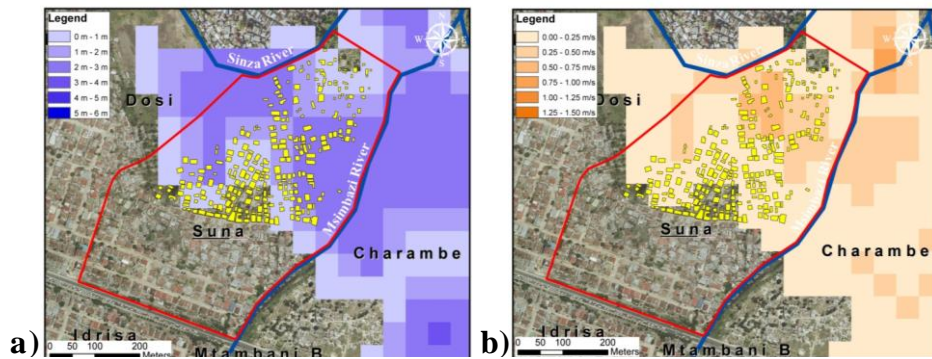 Legend
0 m - 1 m
1 m - 2 m
2 m - 3 m
3 m - 4 m
4 m - 5 m
5 m - 6 m
N
W
S
Sinza River
Dosi
Msimbazi River
Suna
Charambe
Idrisa
Mtambani B
0 50 100 200
Meters
a)
Legend
0.00 - 0.25 m/s
0.25 - 0.50 m/s
0.50 - 0.75 m/s
0.75 - 1.00 m/s
1.00 - 1.25 m/s
1.25 - 1.50 m/s
N
W
S
Sinza River
Dosi
Msimbazi River
Suna
Charambe
Idrisa
Mtambani B
0 50 100 200
Meters
b)